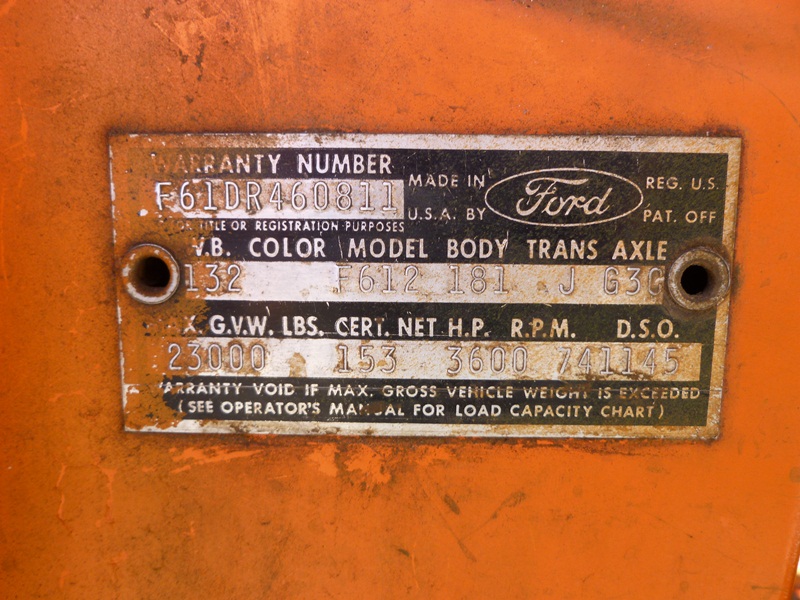 WARRANTY NUMBER
F61DR460811
MADE IN
U.S.A. BY
Ford
REG. U.S.
PAT. OFF
TITLE OR REGISTRATION PURPOSES
W.B. COLOR MODEL BODY TRANS AXLE
132 F612 181 J G3
MAX. G.V.W. LBS. CERT. NET H.P. R.P.M. D.S.O.
23000 153 3600 741145
WARRANTY VOID IF MAX. GROSS VEHICLE WEIGHT IS EXCEEDED
(SEE OPERATOR'S MANUAL FOR LOAD CAPACITY CHART)